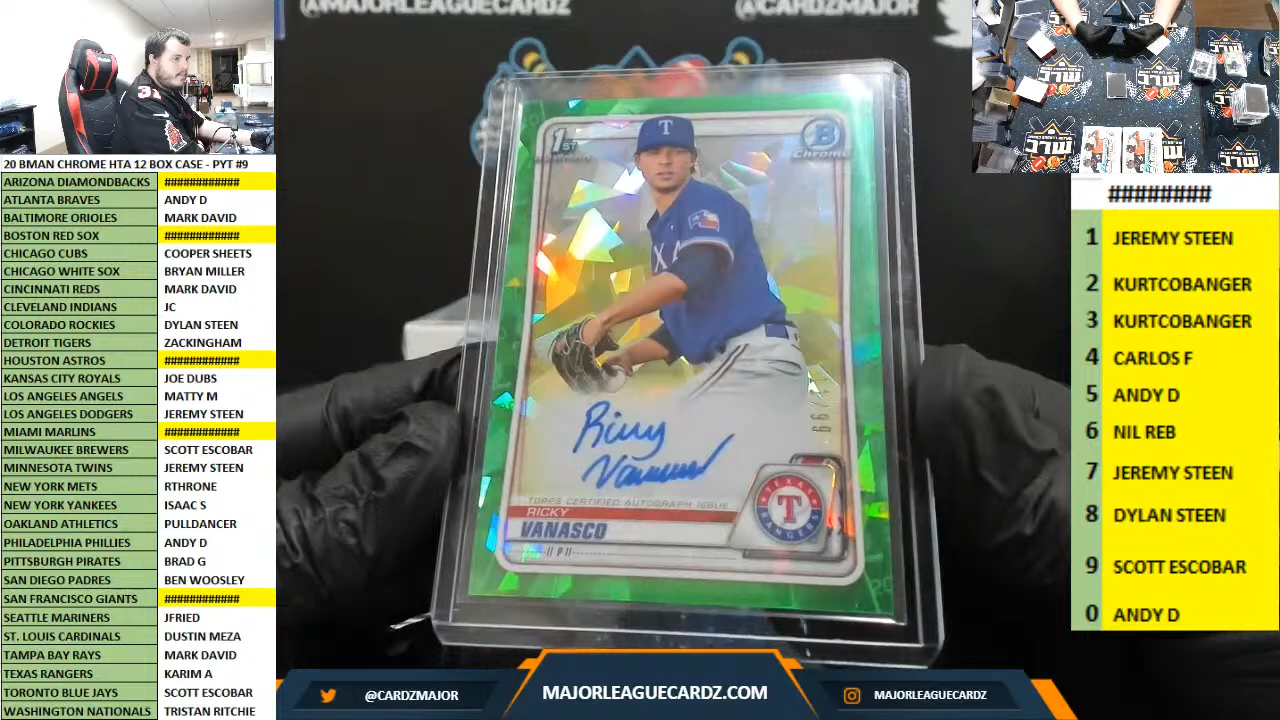 @MAJORLEAGUECARDZ
@CARDZMAJOR
20 BMAN CHROME HTA 12 BOX CASE - PYT #9
ARIZONA DIAMONDBACKS ############
ATLANTA BRAVES ANDY D
BALTIMORE ORIOLES MARK DAVID
BOSTON RED SOX ############
CHICAGO CUBS COOPER SHEETS
CHICAGO WHITE SOX BRYAN MILLER
CINCINNATI REDS MARK DAVID
CLEVELAND INDIANS JC
COLORADO ROCKIES DYLAN STEEN
DETROIT TIGERS ZACKINGHAM
HOUSTON ASTROS ############
KANSAS CITY ROYALS JOE DUBS
LOS ANGELES ANGELS MATTY M
LOS ANGELES DODGERS JEREMY STEEN
MIAMI MARLINS ############
MILWAUKEE BREWERS SCOTT ESCOBAR
MINNESOTA TWINS JEREMY STEEN
NEW YORK METS RTHRONE
NEW YORK YANKEES ISAAC S
OAKLAND ATHLETICS PULLDANCER
PHILADELPHIA PHILLIES ANDY D
PITTSBURGH PIRATES BRAD G
SAN DIEGO PADRES BEN WOOSLEY
SAN FRANCISCO GIANTS ############
SEATTLE MARINERS JFRIED
ST. LOUIS CARDINALS DUSTIN MEZA
TAMPA BAY RAYS MARK DAVID
TEXAS RANGERS KARIM A
TORONTO BLUE JAYS SCOTT ESCOBAR
WASHINGTON NATIONALS TRISTAN RITCHIE
1ST
B
Chrome
T
Ricky
Vanasco
TOPPS CERTIFIED AUTOGRAPH ISSUE
RICKY
VANASCO
P
TEXAS
T
RANGERS
########
1 JEREMY STEEN
2 KURTCOBANGER
3 KURTCOBANGER
4 CARLOS F
5 ANDY D
6 NIL REB
7 JEREMY STEEN
8 DYLAN STEEN
9 SCOTT ESCOBAR
0 ANDY D
@CARDZMAJOR
MAJORLEAGUECARDZ.COM
MAJORLEAGUECARDZ